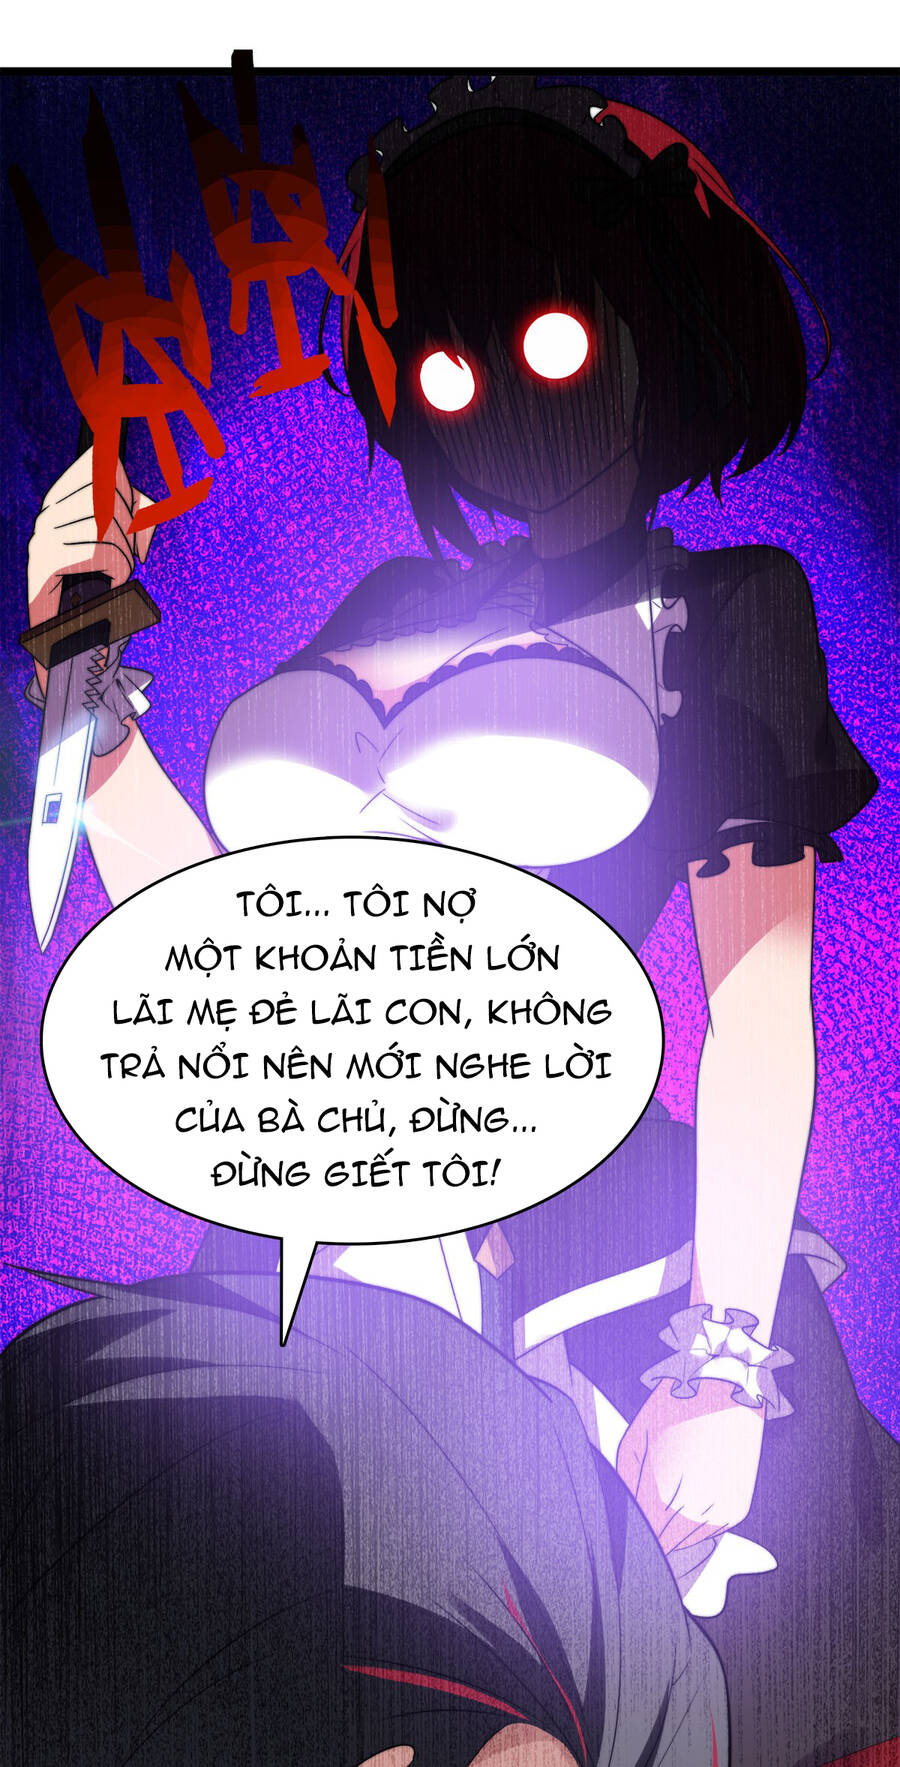 TÔI... TÔI NỢ
MỘT KHOẢN TIỀN LỚN
LÃI MẸ ĐẺ LÃI CON, KHÔNG
TRẢ NỔI NÊN MỚI NGHE LỜI
CỦA BÀ CHỦ, ĐỪNG...
ĐỪNG GIẾT TÔI!